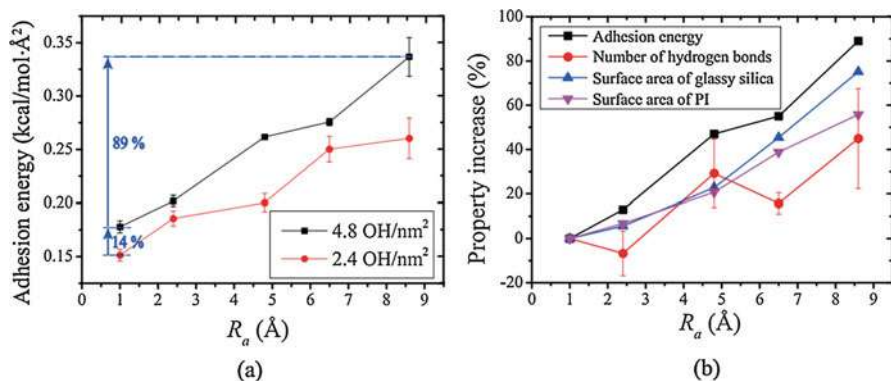 (a)
Adhesion energy (kcal/mol·Å²)
0.35
0.30
0.25
0.20
0.15
89 %
14 %
4.8 OH/nm²
2.4 OH/nm²
0 1 2 3 4 5 6 7 8 9
Rₐ (Å)
(a)
Property increase (%)
100
80
60
40
20
0
-20
Adhesion energy
Number of hydrogen bonds
Surface area of glassy silica
Surface area of PI
0 1 2 3 4 5 6 7 8 9
Rₐ (Å)
(b)
(b)